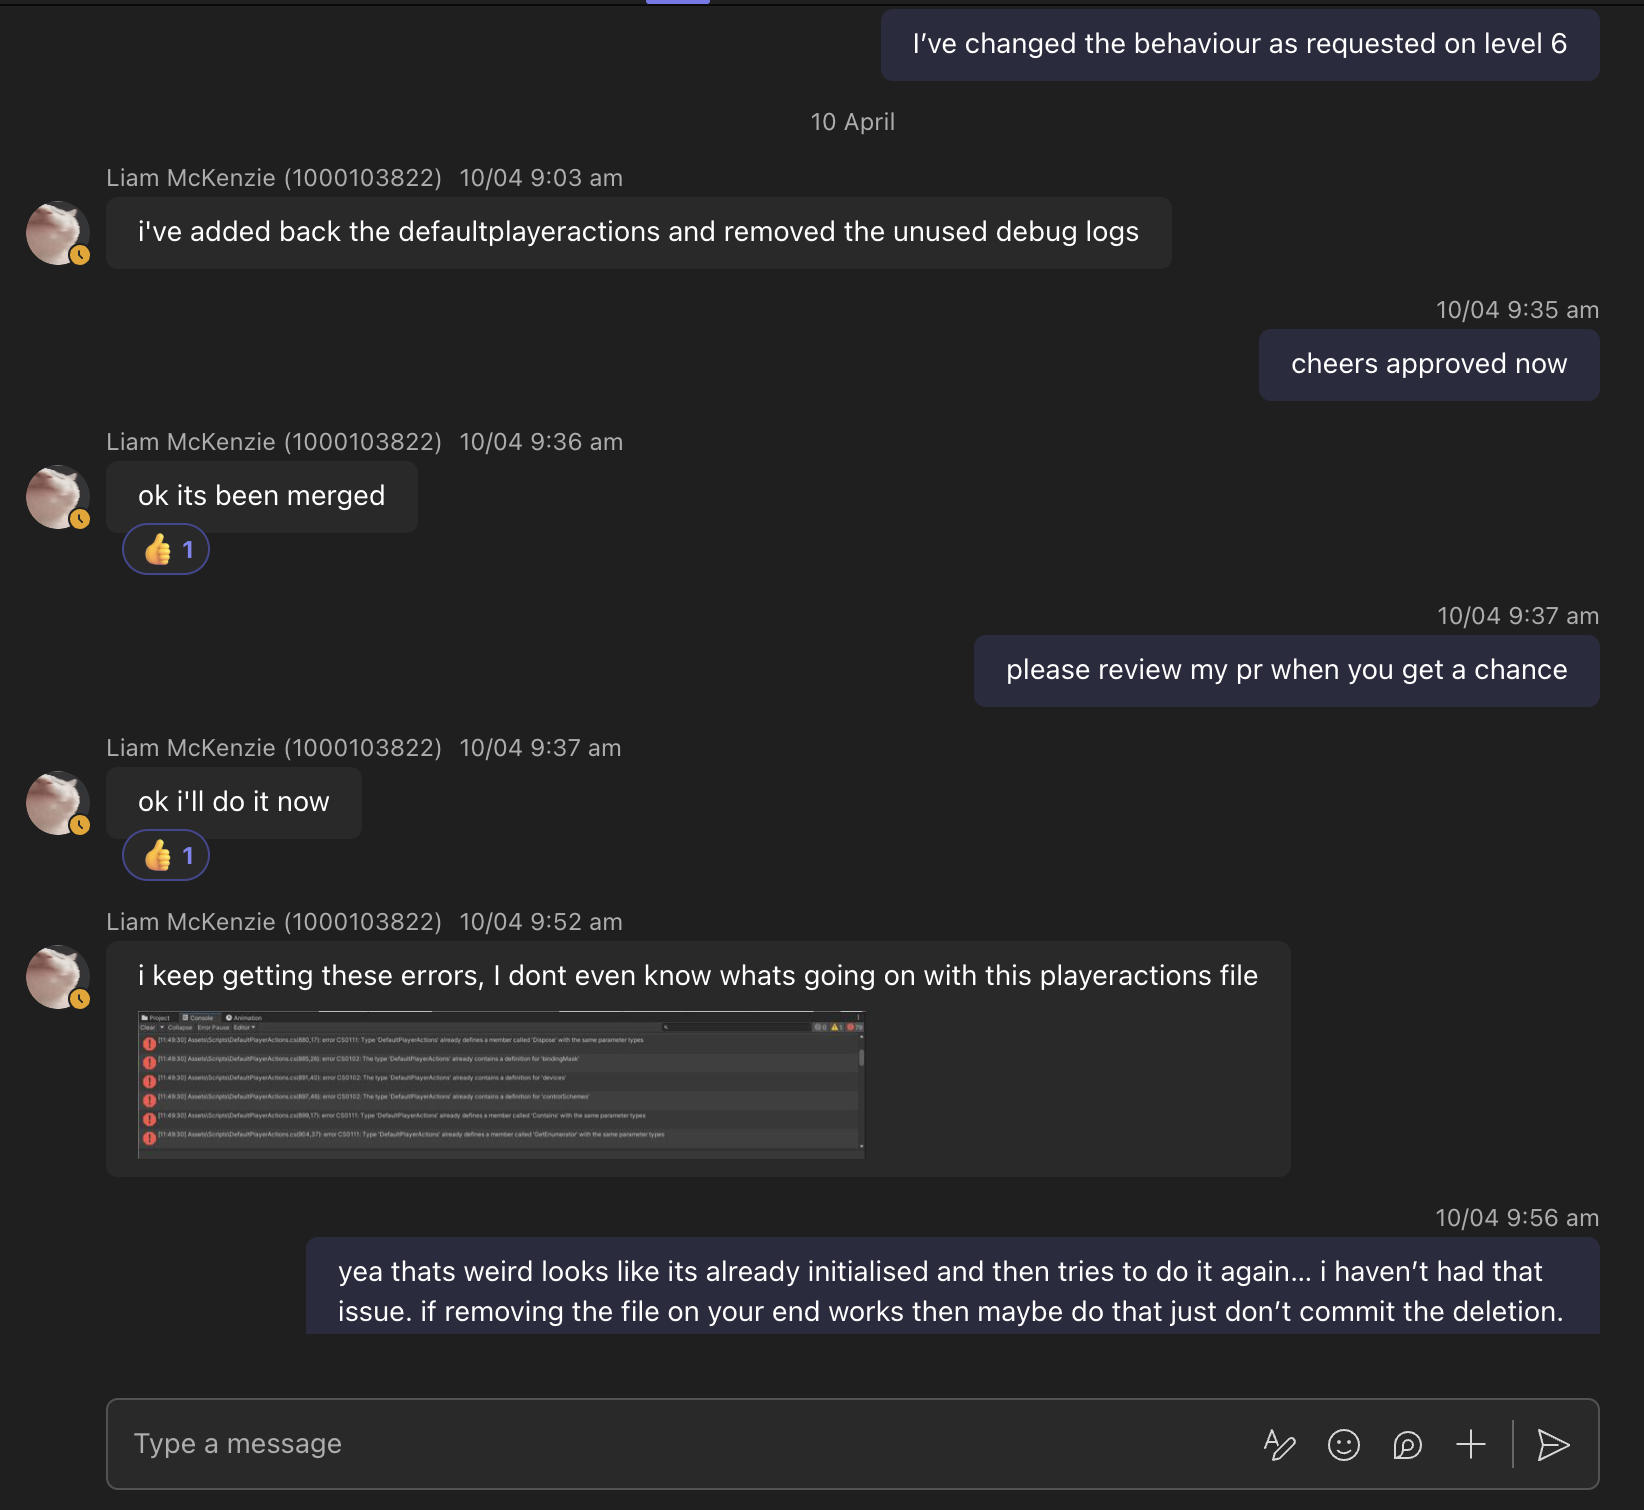 I’ve changed the behaviour as requested on level 6
10 April
Liam McKenzie (1000103822) 10/04 9:03 am
i've added back the defaultplayeractions and removed the unused debug logs
10/04 9:35 am
cheers approved now
Liam McKenzie (1000103822) 10/04 9:36 am
ok its been merged
👍 1
10/04 9:37 am
please review my pr when you get a chance
Liam McKenzie (1000103822) 10/04 9:37 am
ok i'll do it now
👍 1
Liam McKenzie (1000103822) 10/04 9:52 am
i keep getting these errors, I dont even know whats going on with this playeractions file
Project Console Animation
Clear Collapse Error Pause Editor
[11:49:30] Assets\Scripts\DefaultPlayerActions.cs(880,17): error CS0111: Type 'DefaultPlayerActions' already defines a member called 'Dispose' with the same parameter types
[11:49:30] Assets\Scripts\DefaultPlayerActions.cs(885,26): error CS0102: The type 'DefaultPlayerActions' already contains a definition for 'bindingMask'
[11:49:30] Assets\Scripts\DefaultPlayerActions.cs(891,40): error CS0102: The type 'DefaultPlayerActions' already contains a definition for 'devices'
[11:49:30] Assets\Scripts\DefaultPlayerActions.cs(897,46): error CS0102: The type 'DefaultPlayerActions' already contains a definition for 'controlSchemes'
[11:49:30] Assets\Scripts\DefaultPlayerActions.cs(899,17): error CS0111: Type 'DefaultPlayerActions' already defines a member called 'Contains' with the same parameter types
[11:49:30] Assets\Scripts\DefaultPlayerActions.cs(904,37): error CS0111: Type 'DefaultPlayerActions' already defines a member called 'GetEnumerator' with the same parameter types
10/04 9:56 am
yea thats weird looks like its already initialised and then tries to do it again... i haven’t had that
issue. if removing the file on your end works then maybe do that just don’t commit the deletion.
Type a message